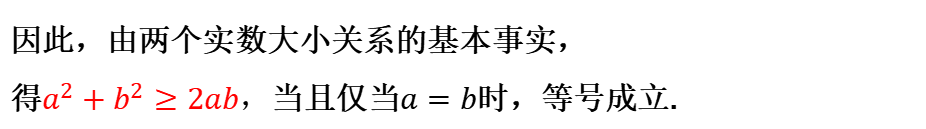 因此，由两个实数大小关系的基本事实，
得a² + b² ≥ 2ab，当且仅当a = b时，等号成立.